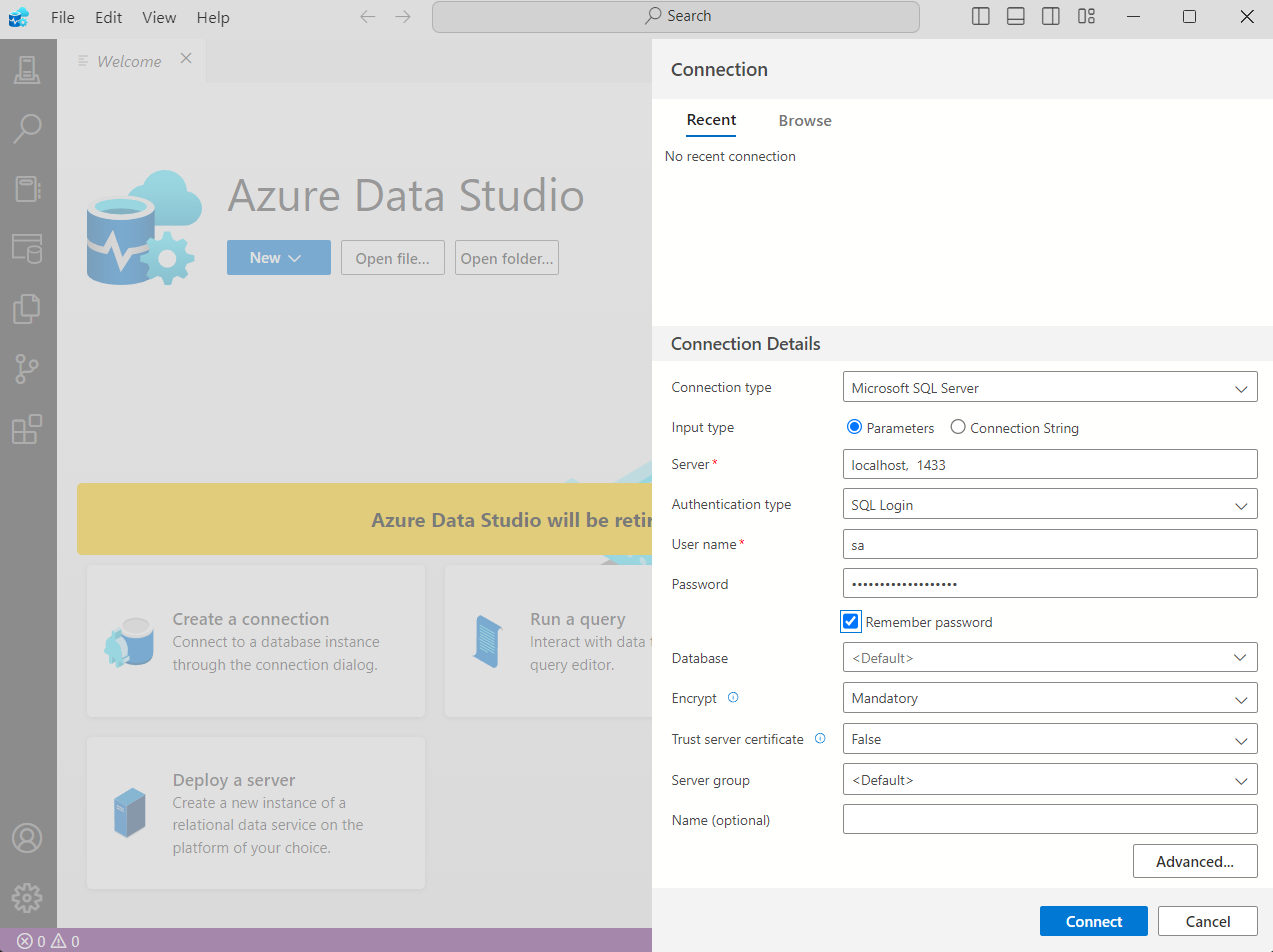 File Edit View Help
Search
Welcome
Azure Data Studio
New
Open file...
Open folder...
Azure Data Studio will be retir
Create a connection
Connect to a database instance
through the connection dialog.
Run a query
Interact with data
query editor.
Deploy a server
Create a new instance of a
relational data service on the
platform of your choice.
0 0
Connection
Recent Browse
No recent connection
Connection Details
Connection type Microsoft SQL Server
Input type Parameters Connection String
Server* localhost, 1433
Authentication type SQL Login
User name* sa
Password •••••••••••••••••••
Remember password
Database <Default>
Encrypt Mandatory
Trust server certificate False
Server group <Default>
Name (optional)
Advanced...
Connect Cancel